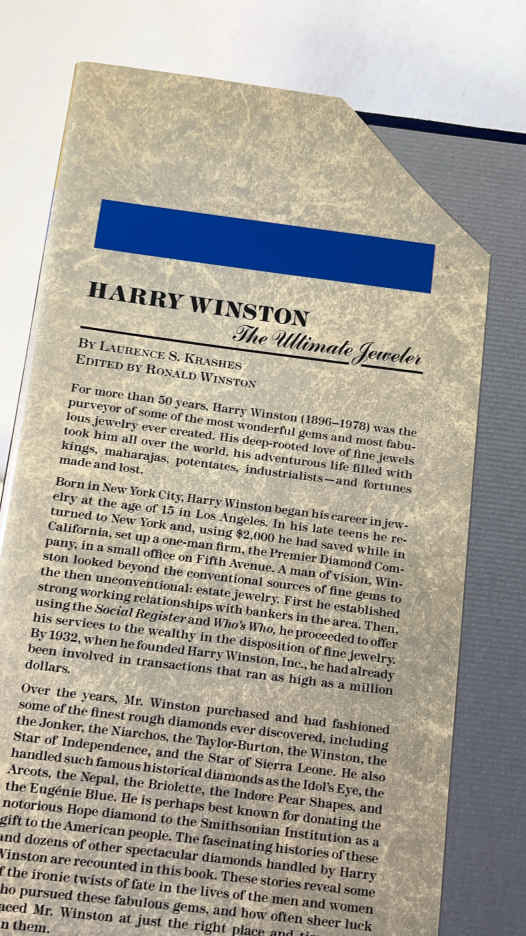 HARRY WINSTON
The Ultimate Jeweler
BY LAURENCE S. KRASHES
EDITED BY RONALD WINSTON
For more than 50 years, Harry Winston (1896–1978) was the
purveyor of some of the most wonderful gems and most fabu-
lous jewelry ever created. His deep-rooted love of fine jewels
took him all over the world, his adventurous life filled with
kings, maharajas, potentates, industrialists—and fortunes
made and lost.
Born in New York City, Harry Winston began his career in jew-
elry at the age of 15 in Los Angeles. In his late teens he re-
turned to New York and, using $2,000 he had saved while in
California, set up a one-man firm, the Premier Diamond Com-
pany, in a small office on Fifth Avenue. A man of vision, Win-
ston looked beyond the conventional sources of fine gems to
the then unconventional: estate jewelry. First he established
strong working relationships with bankers in the area. Then,
using the Social Register and Who's Who, he proceeded to offer
his services to the wealthy in the disposition of fine jewelry.
By 1932, when he founded Harry Winston, Inc., he had already
been involved in transactions that ran as high as a million
dollars.
Over the years, Mr. Winston purchased and had fashioned
some of the finest rough diamonds ever discovered, including
the Jonker, the Niarchos, the Taylor-Burton, the Winston, the
Star of Independence, and the Star of Sierra Leone. He also
handled such famous historical diamonds as the Idol's Eye, the
Arcots, the Nepal, the Briolette, the Indore Pear Shapes, and
the Eugénie Blue. He is perhaps best known for donating the
notorious Hope diamond to the Smithsonian Institution as a
gift to the American people. The fascinating histories of these
and dozens of other spectacular diamonds handled by Harry
Winston are recounted in this book. These stories reveal some
f the ironic twists of fate in the lives of the men and women
ho pursued these fabulous gems, and how often sheer luck
aced Mr. Winston at just the right place and
n them.